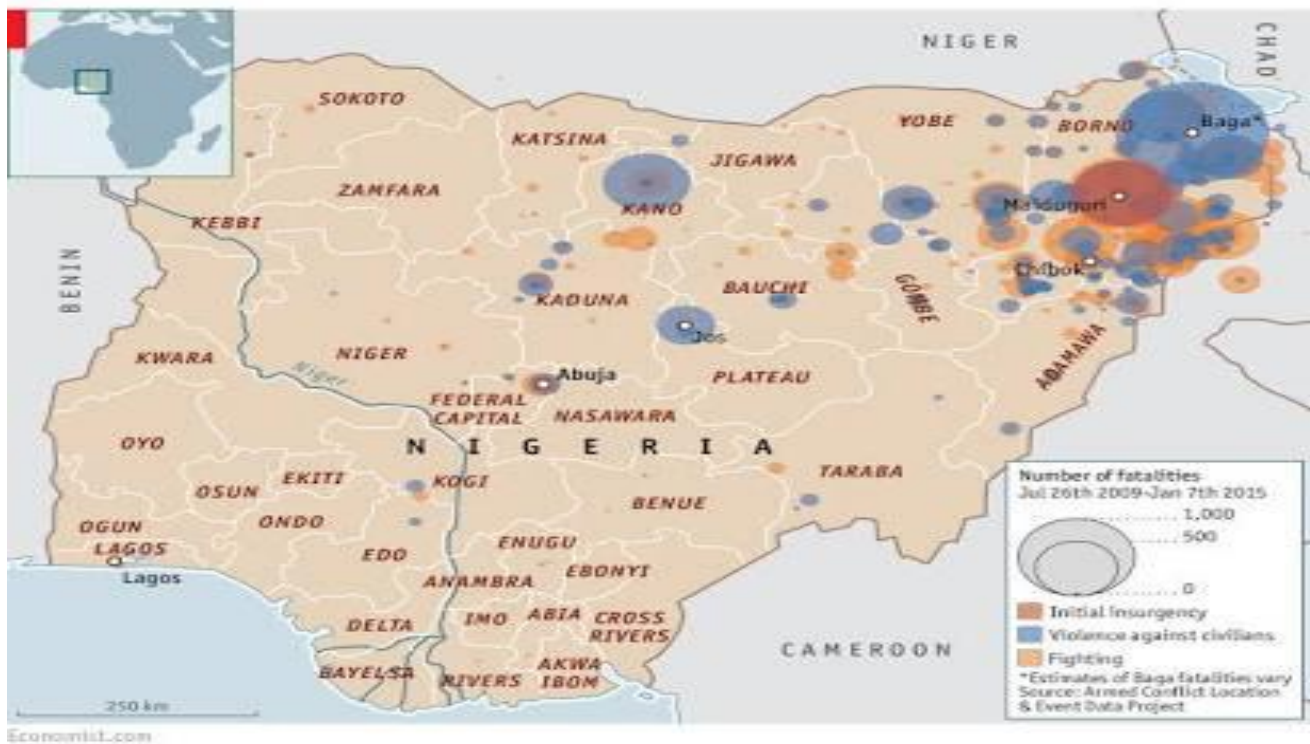 NIGER
CHAD
SOKOTO
KATSINA
YOBE
BORNO
Baga*
JIGAWA
ZAMFARA
KANO
Maiduguri
KEBBI
BENIN
Chibok
BAUCHI
GOMBE
KADUNA
Jos
ADAMAWA
KWARA
NIGER
Niger
Abuja
PLATEAU
FEDERAL
CAPITAL
NASAWARA
NIGERIA
OYO
EKITI
KOGI
TARABA
OSUN
BENUE
OGUN
ONDO
LAGOS
EDO
ENUGU
Lagos
ANAMBRA
EBONYI
DELTA
IMO
ABIA
CROSS
RIVERS
CAMEROON
BAYELSA
RIVERS
AKWA
IBOM
250 km
Number of fatalities
Jul 26th 2009-Jan 7th 2015
1,000
500
0
Initial insurgency
Violence against civilians
Fighting
*Estimates of Baga fatalities vary
Source: Armed Conflict Location
& Event Data Project
Economist.com